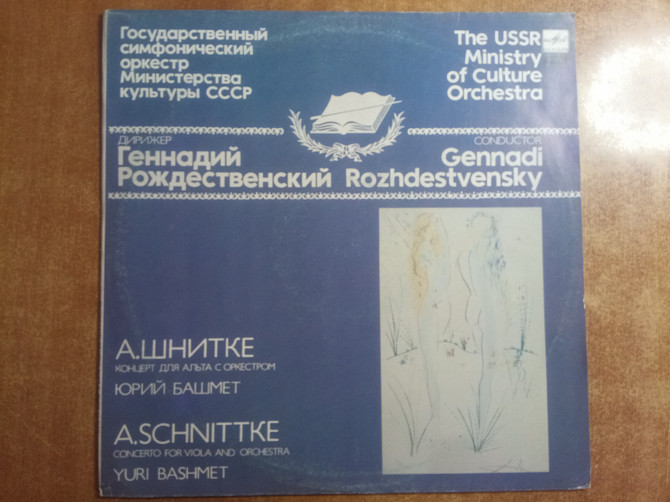 Государственный
симфонический
оркестр
Министерства
культуры СССР
The USSR
Ministry
of Culture
Orchestra
ДИРИЖЕР
Геннадий
Рождественский
CONDUCTOR
Gennadi
Rozhdestvensky
А.ШНИТКЕ
КОНЦЕРТ ДЛЯ АЛЬТА С ОРКЕСТРОМ
ЮРИЙ БАШМЕТ
A.SCHNITTKE
CONCERTO FOR VIOLA AND ORCHESTRA
YURI BASHMET